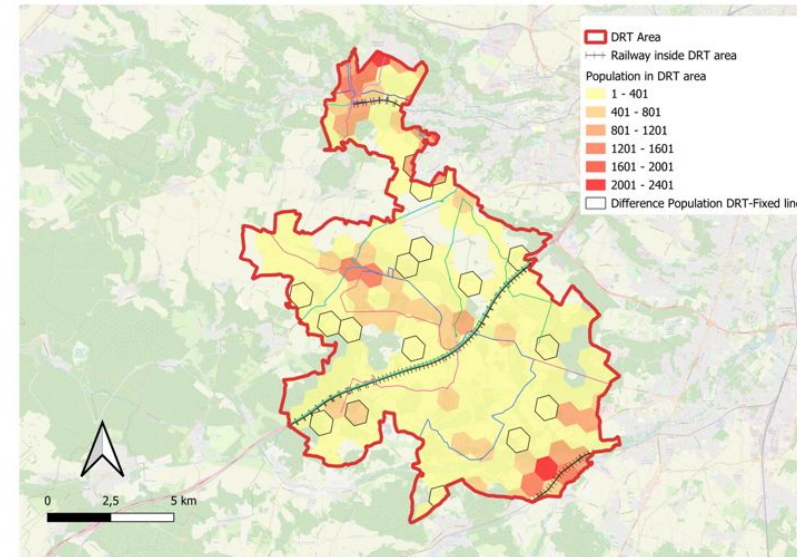 DRT Area
Railway inside DRT area
Population in DRT area
1 - 401
401 - 801
801 - 1201
1201 - 1601
1601 - 2001
2001 - 2401
Difference Population DRT-Fixed line
0 2,5 5 km